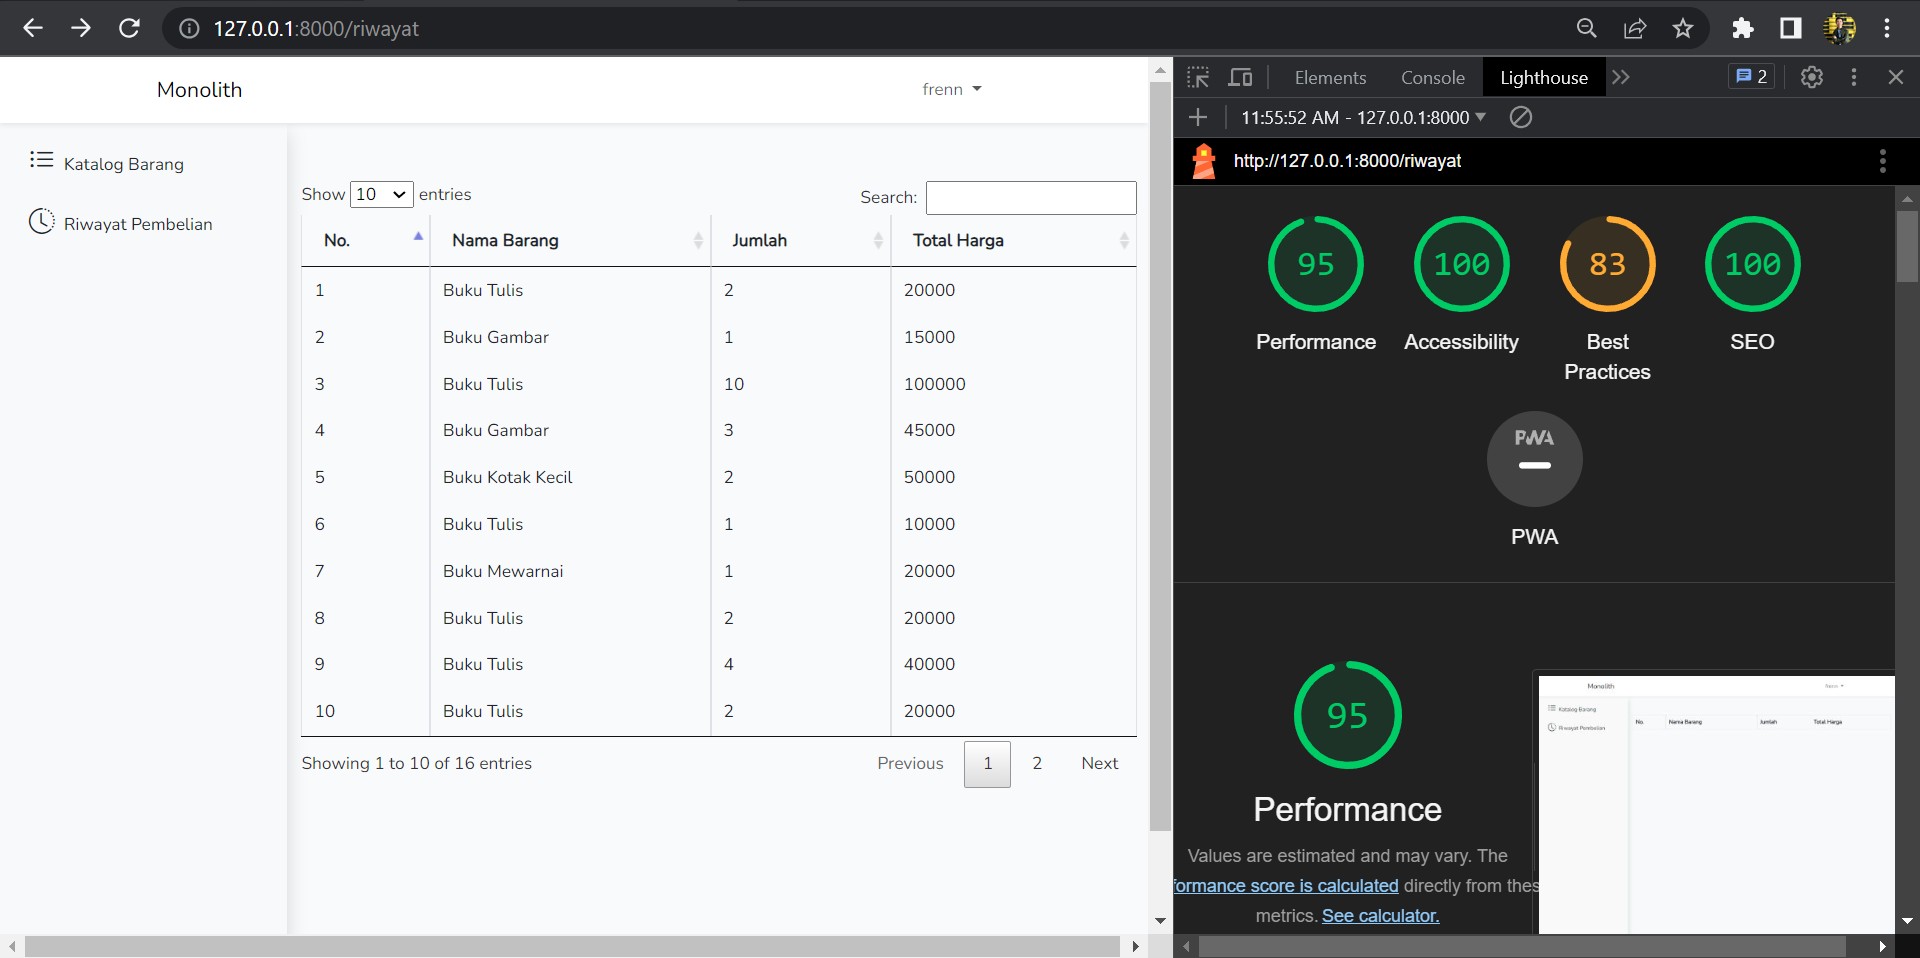 127.0.0.1:8000/riwayat
Monolith
frenn
Katalog Barang
Riwayat Pembelian
Show 10 entries
Search:
No. Nama Barang Jumlah Total Harga
1 Buku Tulis 2 20000
2 Buku Gambar 1 15000
3 Buku Tulis 10 100000
4 Buku Gambar 3 45000
5 Buku Kotak Kecil 2 50000
6 Buku Tulis 1 10000
7 Buku Mewarnai 1 20000
8 Buku Tulis 2 20000
9 Buku Tulis 4 40000
10 Buku Tulis 2 20000
Showing 1 to 10 of 16 entries
Previous 1 2 Next
Elements Console Lighthouse 2
11:55:52 AM - 127.0.0.1:8000
http://127.0.0.1:8000/riwayat
95 100 83 100
Performance Accessibility Best Practices SEO
PWA
PWA
95
Performance
Values are estimated and may vary. The
formance score is calculated directly from thes
metrics. See calculator.
Monolith
frenn
Katalog Barang
Riwayat Pembelian
No. Nama Barang Jumlah Total Harga